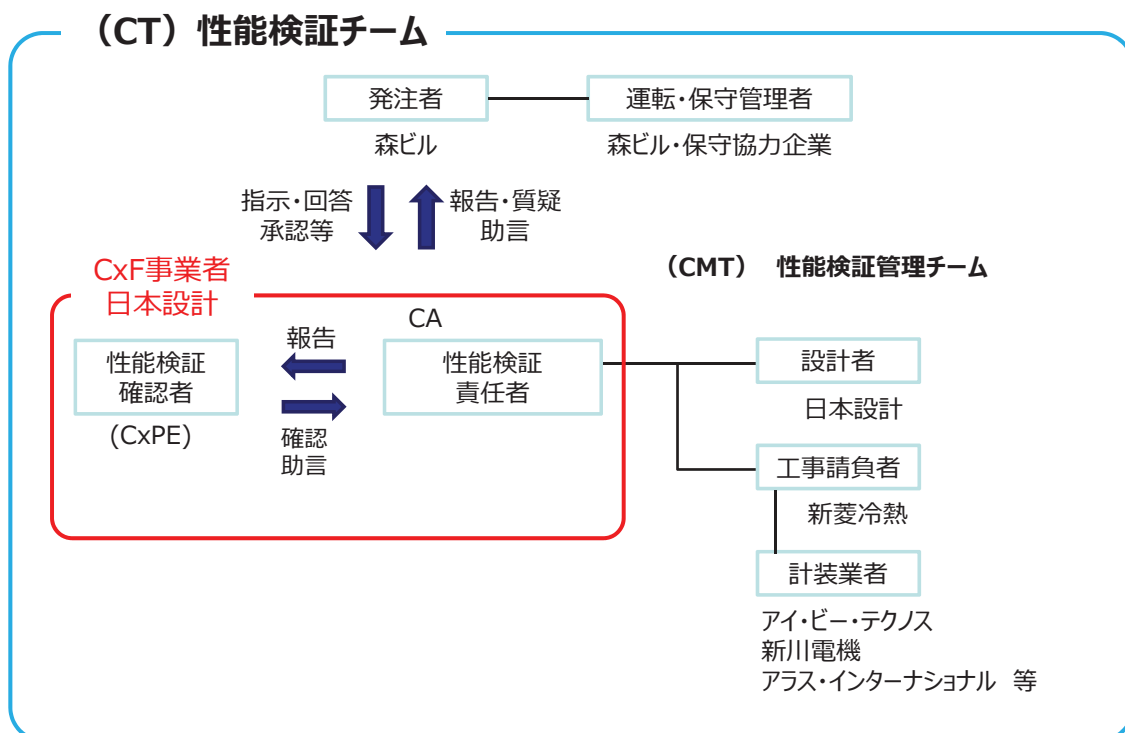 （CT）性能検証チーム
発注者
運転・保守管理者
森ビル
森ビル・保守協力企業
指示・回答
承認等
報告・質疑
助言
CxF事業者
日本設計
（CMT）　性能検証管理チーム
CA
報告
性能検証
確認者
性能検証
責任者
(CxPE)
確認
助言
設計者
日本設計
工事請負者
新菱冷熱
計装業者
アイ・ビー・テクノス
新川電機
アラス・インターナショナル　等